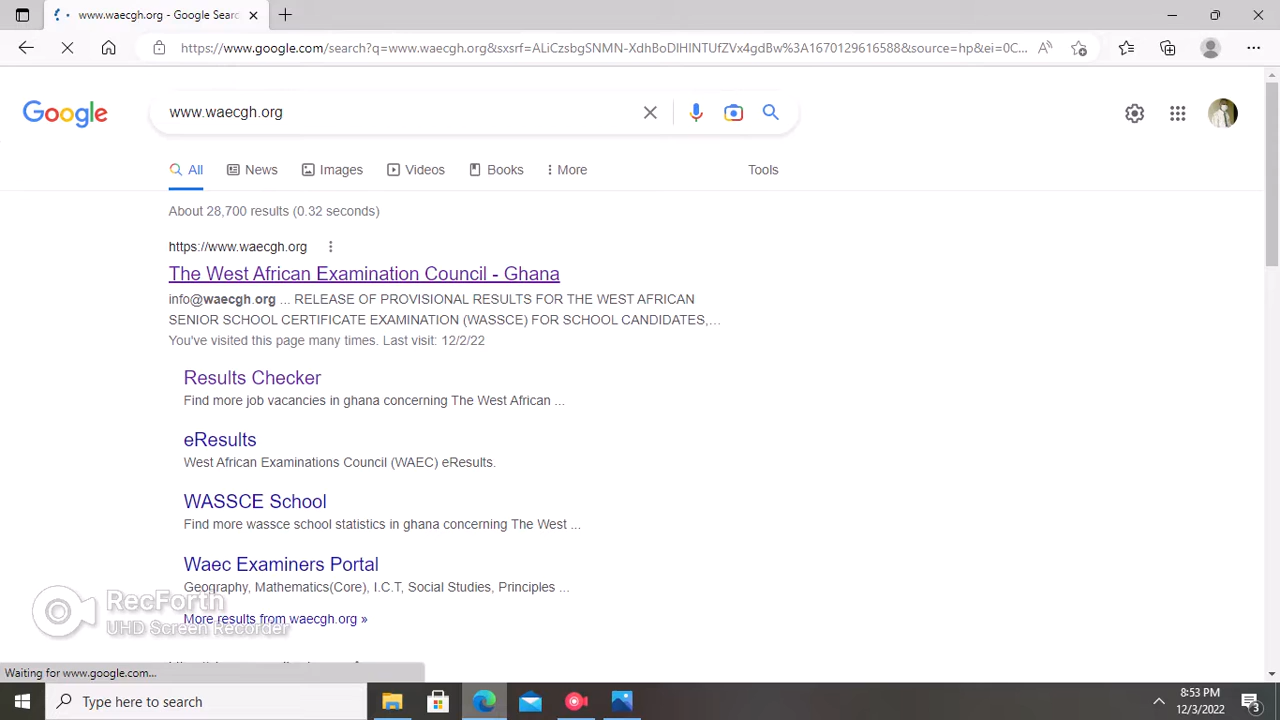 www.waecgh.org - Google Sear
https://www.google.com/search?q=www.waecgh.org&sxsrf=ALiCzsbgSNMN-XdhBoDIHINTUfZVx4gdBw%3A1670129616588&source=hp&ei=0C...
Google
www.waecgh.org
All
News
Images
Videos
Books
More
Tools
About 28,700 results (0.32 seconds)
https://www.waecgh.org
The West African Examination Council - Ghana
info@waecgh.org ... RELEASE OF PROVISIONAL RESULTS FOR THE WEST AFRICAN
SENIOR SCHOOL CERTIFICATE EXAMINATION (WASSCE) FOR SCHOOL CANDIDATES,...
You've visited this page many times. Last visit: 12/2/22
Results Checker
Find more job vacancies in ghana concerning The West African ...
eResults
West African Examinations Council (WAEC) eResults.
WASSCE School
Find more wassce school statistics in ghana concerning The West ...
Waec Examiners Portal
Geography, Mathematics(Core), I.C.T, Social Studies, Principles ...
More results from waecgh.org »
RecForth
UHD Screen Recorder
Waiting for www.google.com...
Type here to search
8:53 PM
12/3/2022
3